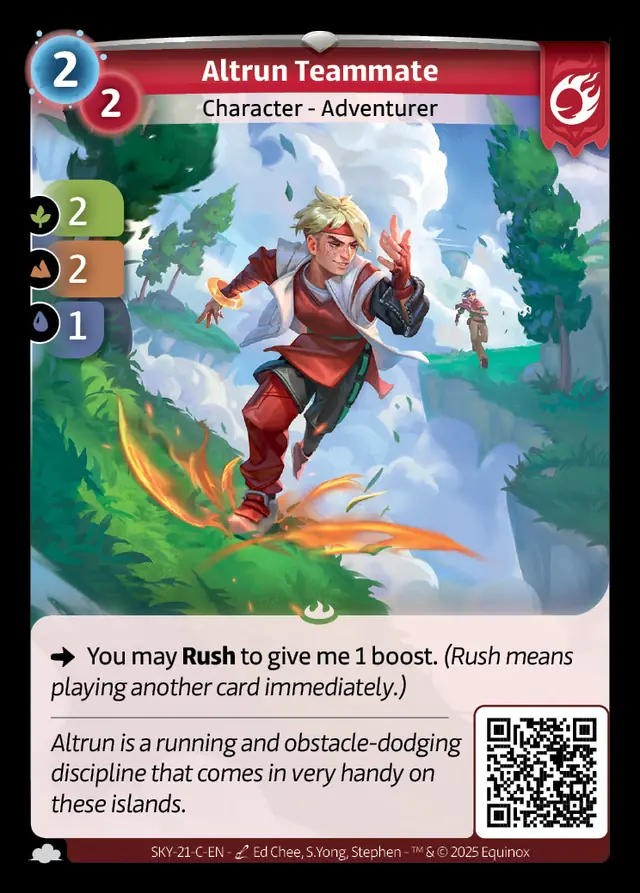 2
2
Altrun Teammate
Character - Adventurer
2
2
1
You may Rush to give me 1 boost. (Rush means
playing another card immediately.)
Altrun is a running and obstacle-dodging
discipline that comes in very handy on
these islands.
SKY-21-C-EN - Ed Chee, S.Yong, Stephen - ™ & © 2025 Equinox